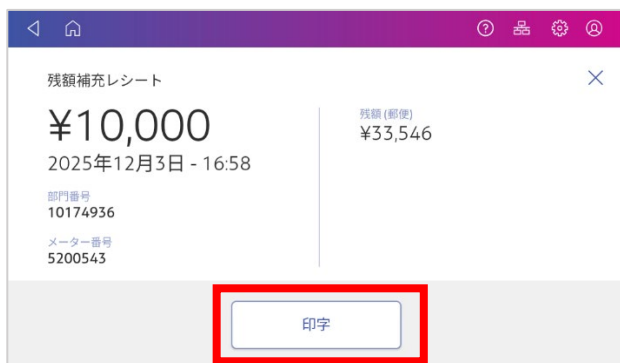 残額補充レシート
¥10,000
2025年12月3日 - 16:58
部門番号
10174936
メーター番号
5200543
残額 (郵便)
¥33,546
印字